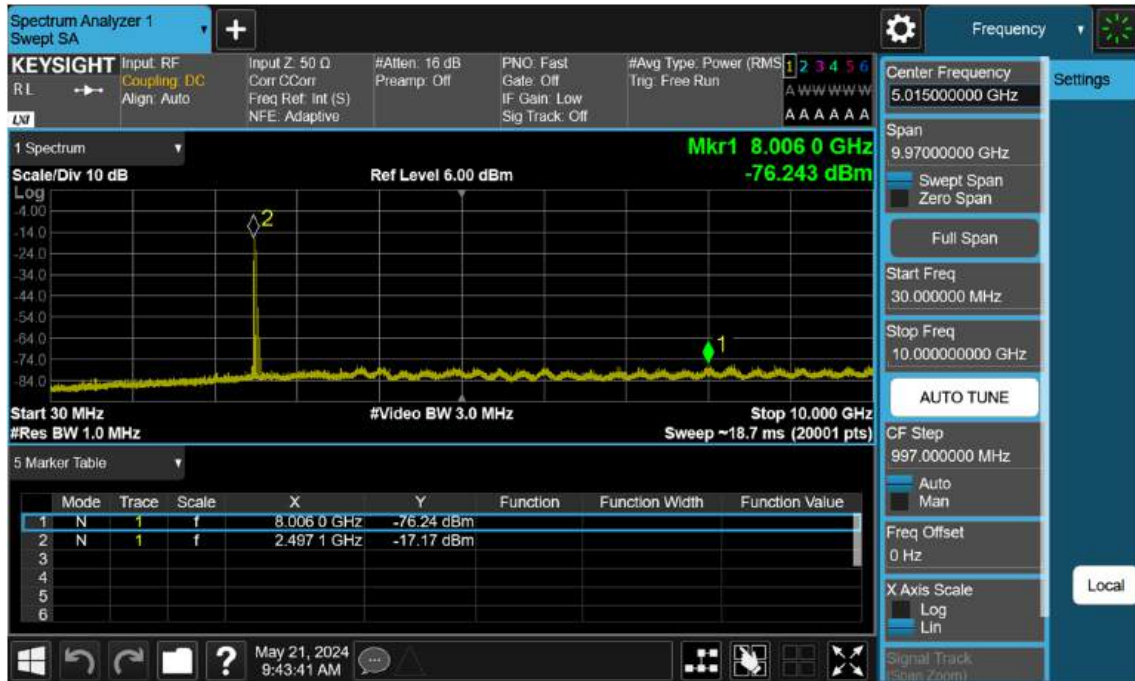 Spectrum Analyzer 1
Swept SA
Frequency
KEYSIGHT
RL
LXI
Input: RF
Coupling: DC
Align: Auto
Input Z: 50 Ω
Corr CCorr
Freq Ref: Int (S)
NFE: Adaptive
#Atten: 16 dB
Preamp: Off
PNO: Fast
Gate: Off
IF Gain: Low
Sig Track: Off
#Avg Type: Power (RMS
Trig: Free Run
1 2 3 4 5 6
A W W W W W
A A A A A A
1 Spectrum
Scale/Div 10 dB
Ref Level 6.00 dBm
Mkr1 8.006 0 GHz
-76.243 dBm
Log
-4.00
-14.0
-24.0
-34.0
-44.0
-54.0
-64.0
-74.0
-84.0
2
1
Start 30 MHz
#Video BW 3.0 MHz
Stop 10.000 GHz
#Res BW 1.0 MHz
Sweep ~18.7 ms (20001 pts)
5 Marker Table
Mode Trace Scale X Y Function Function Width Function Value
1 N 1 f 8.006 0 GHz -76.24 dBm
2 N 1 f 2.497 1 GHz -17.17 dBm
3
4
5
6
May 21, 2024
9:43:41 AM
Center Frequency
5.015000000 GHz
Span
9.97000000 GHz
Swept Span
Zero Span
Full Span
Start Freq
30.000000 MHz
Stop Freq
10.000000000 GHz
AUTO TUNE
CF Step
997.000000 MHz
Auto
Man
Freq Offset
0 Hz
X Axis Scale
Log
Lin
Signal Track
(Span Zoom)
Settings
Local